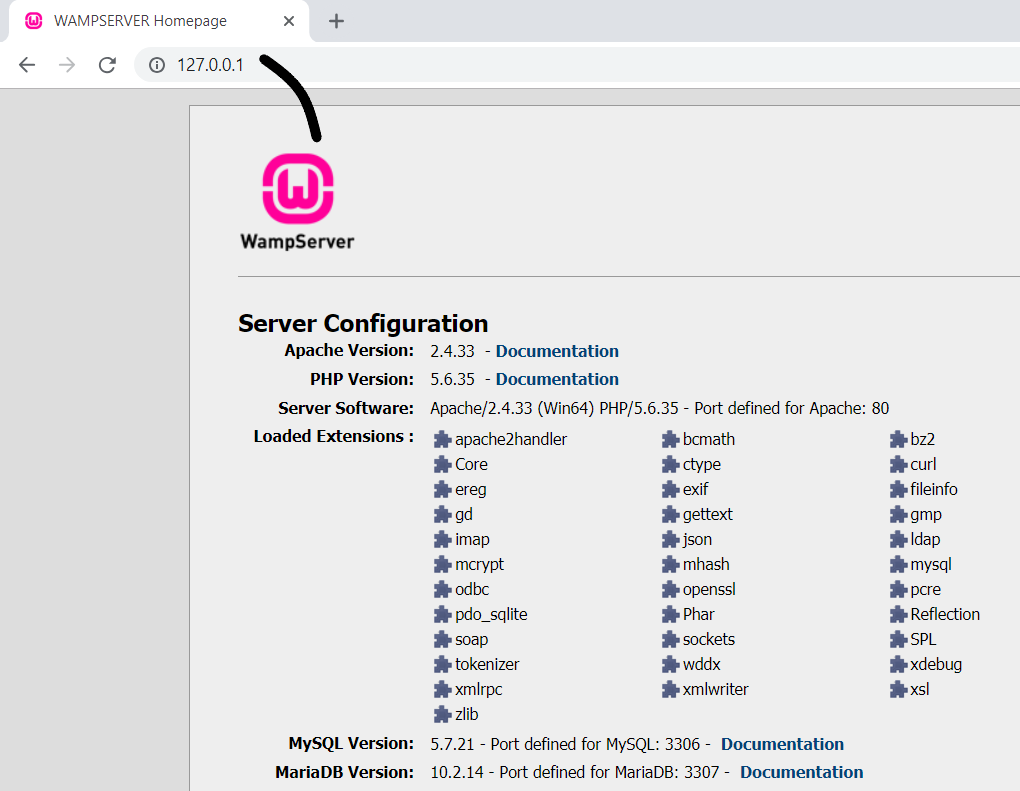 WAMPSERVER Homepage
127.0.0.1
WampServer
Server Configuration
Apache Version: 2.4.33 - Documentation
PHP Version: 5.6.35 - Documentation
Server Software: Apache/2.4.33 (Win64) PHP/5.6.35 - Port defined for Apache: 80
Loaded Extensions : apache2handler bcmath bz2
Core ctype curl
ereg exif fileinfo
gd gettext gmp
imap json ldap
mcrypt mhash mysql
odbc openssl pcre
pdo_sqlite Phar Reflection
soap sockets SPL
tokenizer wddx xdebug
xmlrpc xmlwriter xsl
zlib
MySQL Version: 5.7.21 - Port defined for MySQL: 3306 - Documentation
MariaDB Version: 10.2.14 - Port defined for MariaDB: 3307 - Documentation